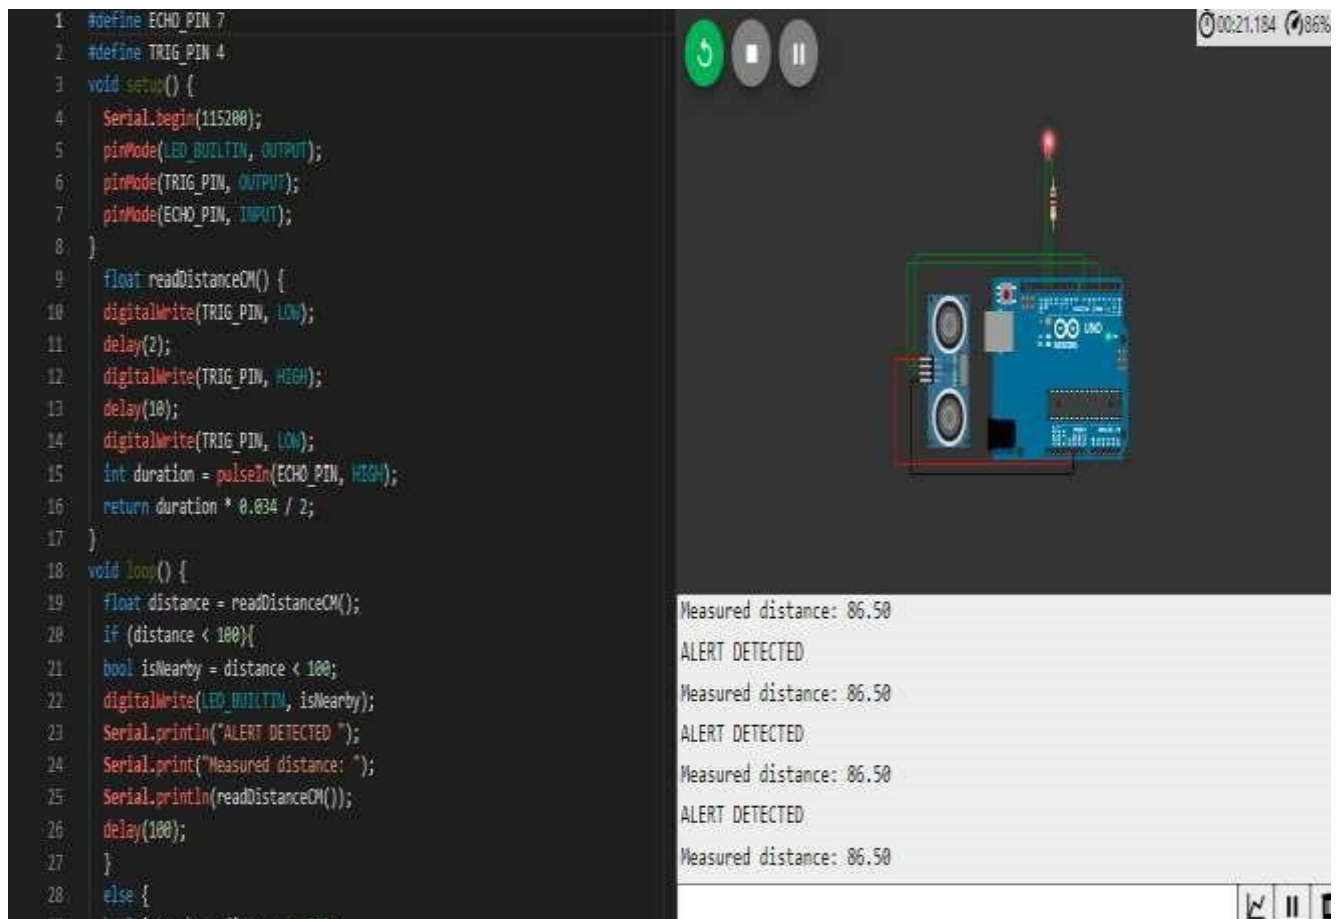 1 #define ECHO_PIN 7
2 #define TRIG_PIN 4
3 void setup() {
4 Serial.begin(115200);
5 pinMode(LED_BUILTIN, OUTPUT);
6 pinMode(TRIG_PIN, OUTPUT);
7 pinMode(ECHO_PIN, INPUT);
8 }
9 float readDistanceCM() {
10 digitalWrite(TRIG_PIN, LOW);
11 delay(2);
12 digitalWrite(TRIG_PIN, HIGH);
13 delay(10);
14 digitalWrite(TRIG_PIN, LOW);
15 int duration = pulseIn(ECHO_PIN, HIGH);
16 return duration * 0.034 / 2;
17 }
18 void loop() {
19 float distance = readDistanceCM();
20 if (distance < 100){
21 bool isNearby = distance < 100;
22 digitalWrite(LED_BUILTIN, isNearby);
23 Serial.println("ALERT DETECTED ");
24 Serial.print("Measured distance: ");
25 Serial.println(readDistanceCM());
26 delay(100);
27 }
28 else {
00:21.184 86%
UNO
Measured distance: 86.50
ALERT DETECTED
Measured distance: 86.50
ALERT DETECTED
Measured distance: 86.50
ALERT DETECTED
Measured distance: 86.50